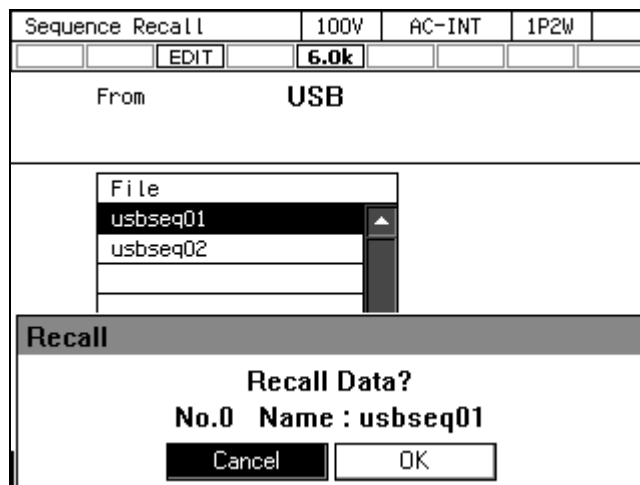 Sequence Recall 100V AC-INT 1P2W
EDIT 6.0k
From USB
File
usbseq01
usbseq02
Recall
Recall Data?
No.0 Name : usbseq01
Cancel OK